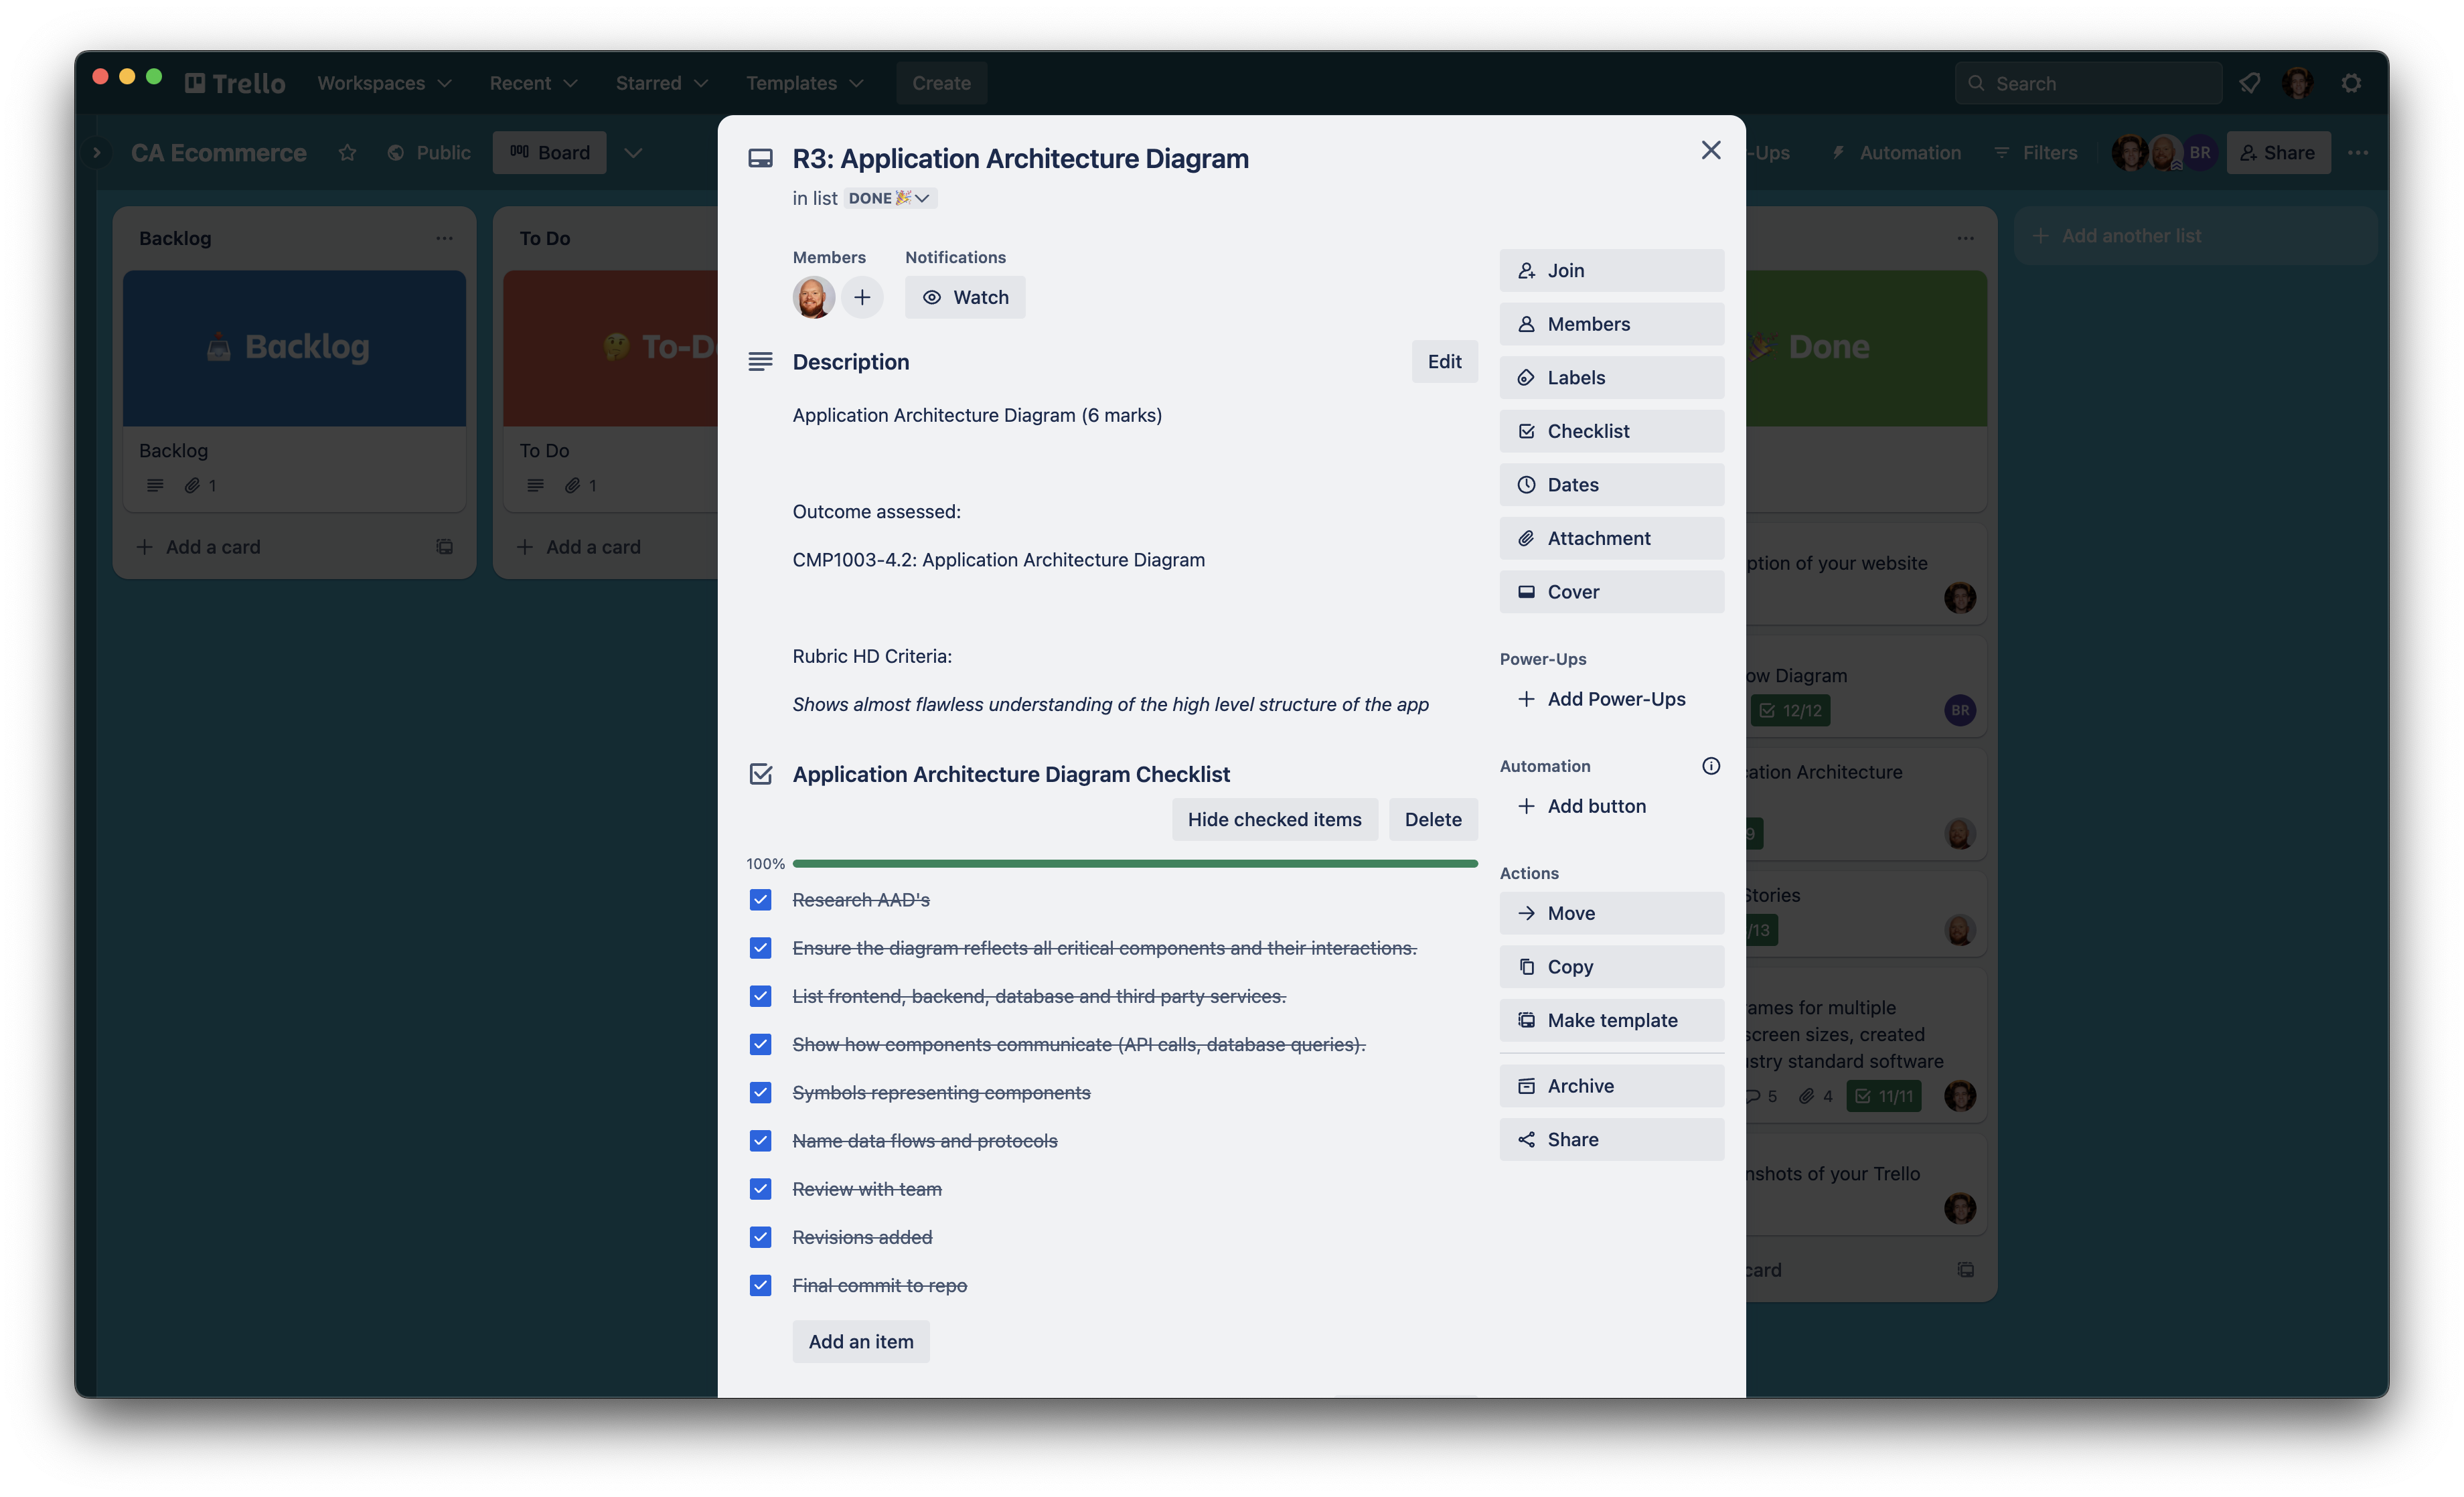 Trello
Workspaces
Recent
Starred
Templates
Create
Search
CA Ecommerce
Public
Board
-Ups
Automation
Filters
BR
Share
Backlog
Backlog
Backlog
1
Add a card
To Do
To-D
To Do
1
Add a card
R3: Application Architecture Diagram
in list DONE
Members
Notifications
Watch
Description
Edit
Application Architecture Diagram (6 marks)
Outcome assessed:
CMP1003-4.2: Application Architecture Diagram
Rubric HD Criteria:
Shows almost flawless understanding of the high level structure of the app
Application Architecture Diagram Checklist
Hide checked items
Delete
100%
Research AAD's
Ensure the diagram reflects all critical components and their interactions.
List frontend, backend, database and third party services.
Show how components communicate (API calls, database queries).
Symbols representing components
Name data flows and protocols
Review with team
Revisions added
Final commit to repo
Add an item
Join
Members
Labels
Checklist
Dates
Attachment
Cover
Power-Ups
Add Power-Ups
Automation
Add button
Actions
Move
Copy
Make template
Archive
Share
Done
ption of your website
ow Diagram
12/12
BR
ation Architecture
9
Stories
/13
ames for multiple
screen sizes, created
stry standard software
5
4
11/11
nshots of your Trello
card
Add another list